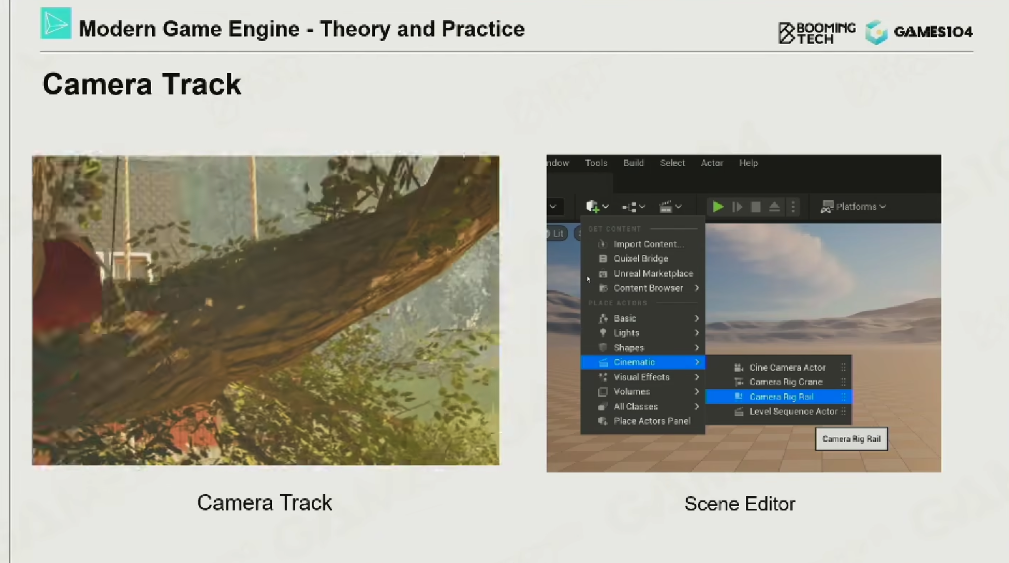 Modern Game Engine - Theory and Practice
BOOMING TECH
GAMES104
Camera Track
ndow Tools Build Select Actor Help
Platforms
Lit
GET CONTENT
Import Content...
Quixel Bridge
Unreal Marketplace
Content Browser
PLACE ACTORS
Basic
Lights
Shapes
Cinematic
Visual Effects
Volumes
All Classes
Place Actors Panel
Cine Camera Actor
Camera Rig Crane
Camera Rig Rail
Level Sequence Actor
Camera Rig Rail
Camera Track
Scene Editor